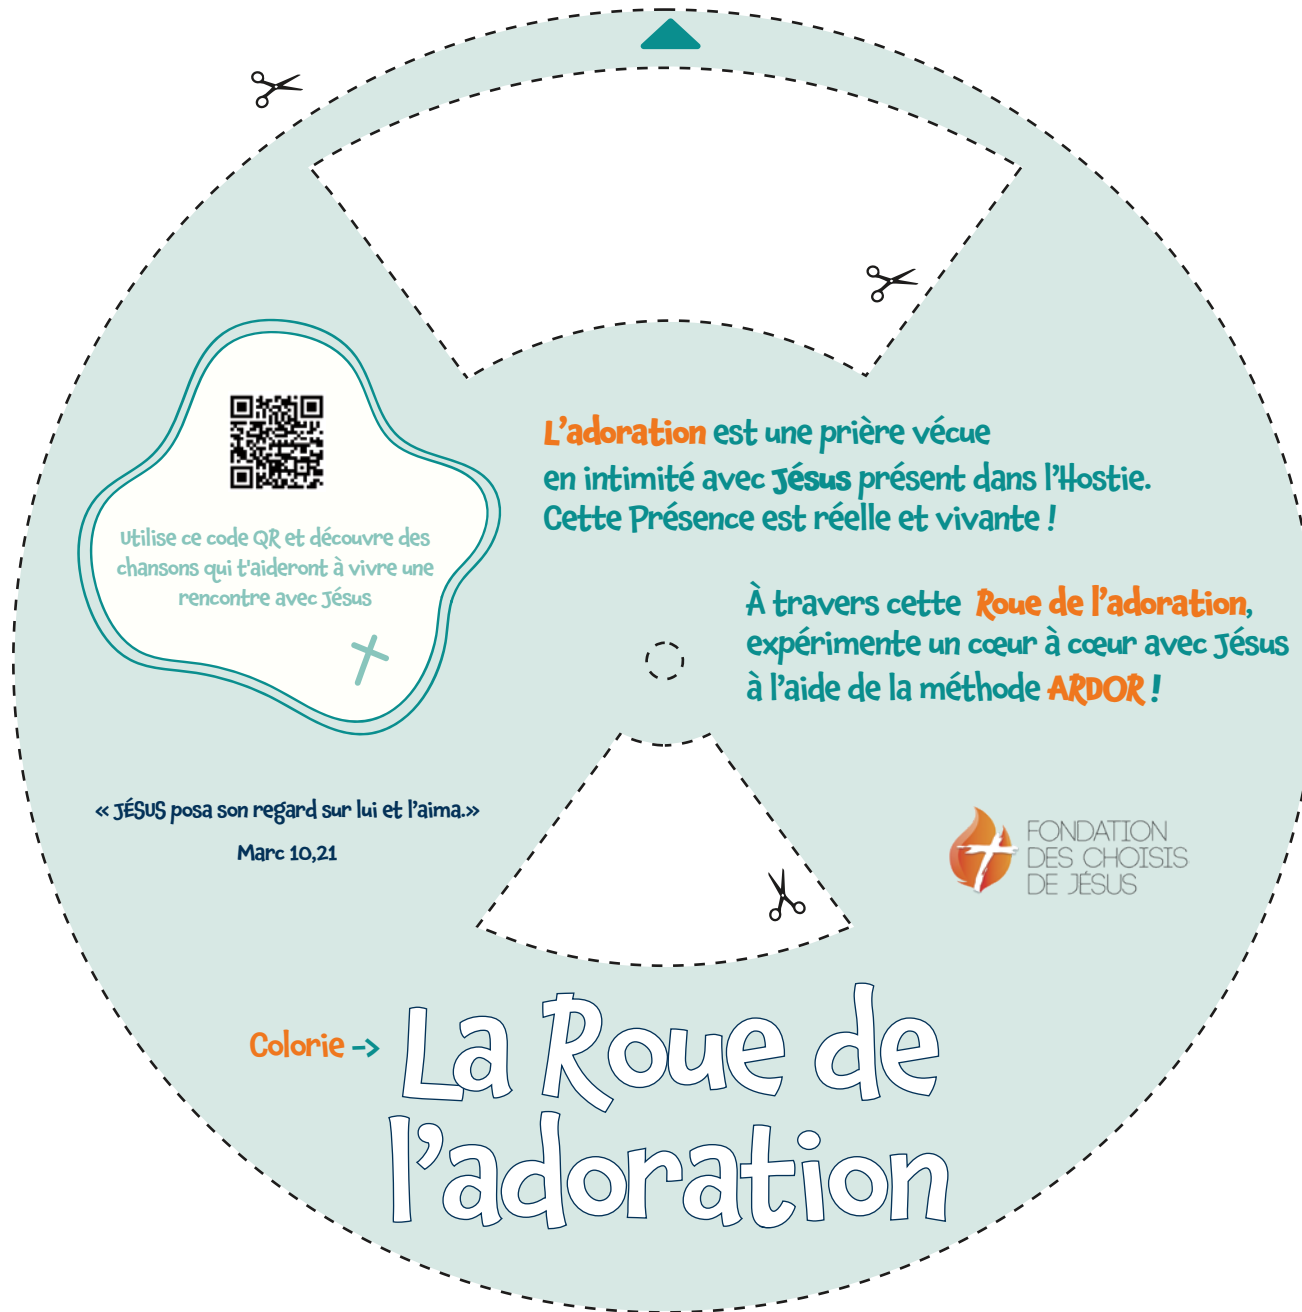 L'adoration est une prière vécue
en intimité avec Jésus présent dans l'Hostie.
Cette Présence est réelle et vivante !
Utilise ce code QR et découvre des
chansons qui t'aideront à vivre une
rencontre avec Jésus
À travers cette Roue de l'adoration,
expérimente un cœur à cœur avec Jésus
à l'aide de la méthode ARDOR !
« JÉSUS posa son regard sur lui et l'aima.»
Marc 10,21
FONDATION
DES CHOISIS
DE JÉSUS
Colorie ->
La Roue de
l'adoration